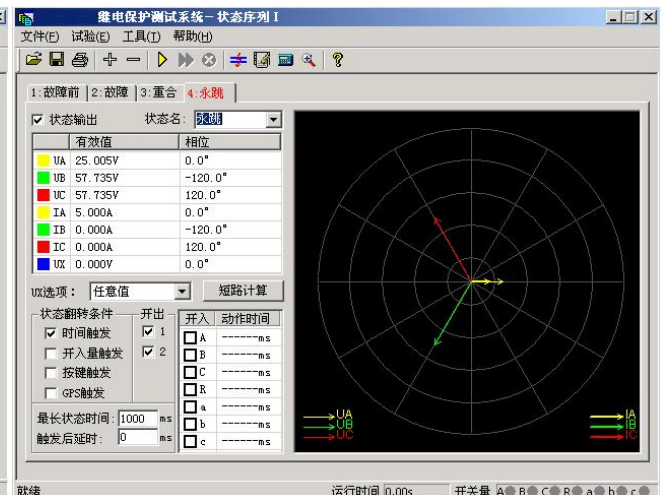 继电保护测试系统－状态序列 I
文件(F) 试验(E) 工具(T) 帮助(H)
1:故障前 2:故障 3:重合 4:永跳
状态输出 状态名: 永跳
有效值 相位
UA 25.005V 0.0°
UB 57.735V -120.0°
UC 57.735V 120.0°
IA 5.000A 0.0°
IB 0.000A -120.0°
IC 0.000A 120.0°
UX 0.000V 0.0°
UX选项: 任意值 短路计算
状态翻转条件 开出 开入 动作时间
时间触发 1 A ------ms
开入量触发 2 B ------ms
按键触发 C ------ms
GPS触发 R ------ms
a ------ms
最长状态时间: 1000 ms b ------ms
触发后延时: 0 ms c ------ms
UA IA
UB IB
UC IC
就绪 运行时间 0.00s 开关量 A B C R a b c